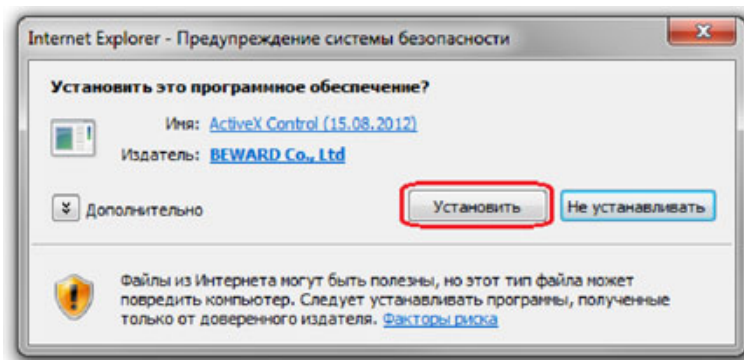 Internet Explorer - Предупреждение системы безопасности
Установить это программное обеспечение?
Имя: ActiveX Control (15.08.2012)
Издатель: BEWARD Co., Ltd
Дополнительно
Установить
Не устанавливать
Файлы из Интернета могут быть полезны, но этот тип файла может
повредить компьютер. Следует устанавливать программы, полученные
только от доверенного издателя. Факторы риска